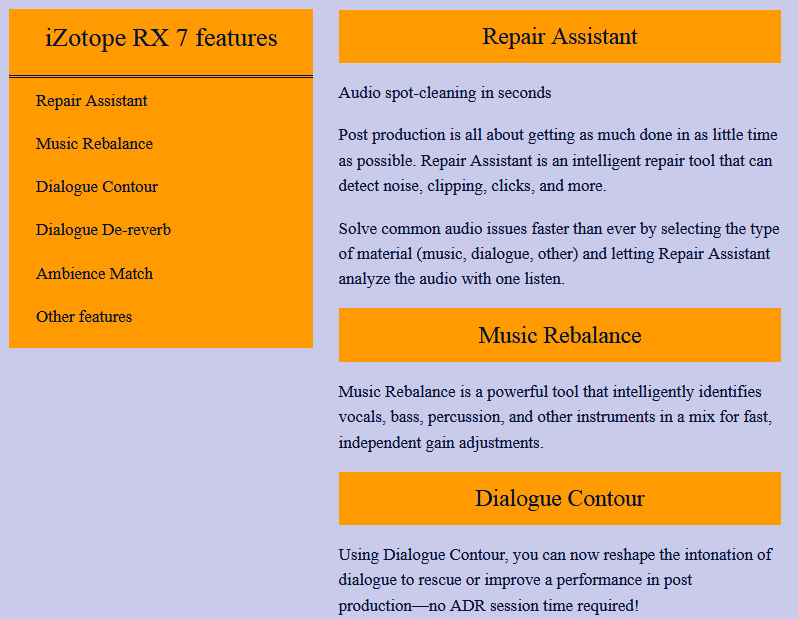 iZotope RX 7 features
Repair Assistant
Music Rebalance
Dialogue Contour
Dialogue De-reverb
Ambience Match
Other features
Repair Assistant
Audio spot-cleaning in seconds
Post production is all about getting as much done in as little time
as possible. Repair Assistant is an intelligent repair tool that can
detect noise, clipping, clicks, and more.
Solve common audio issues faster than ever by selecting the type
of material (music, dialogue, other) and letting Repair Assistant
analyze the audio with one listen.
Music Rebalance
Music Rebalance is a powerful tool that intelligently identifies
vocals, bass, percussion, and other instruments in a mix for fast,
independent gain adjustments.
Dialogue Contour
Using Dialogue Contour, you can now reshape the intonation of
dialogue to rescue or improve a performance in post
production—no ADR session time required!